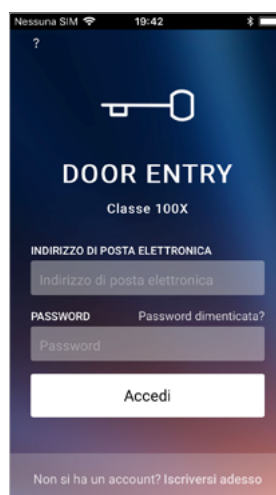 Nessuna SIM 19:42
?
DOOR ENTRY
Classe 100X
INDIRIZZO DI POSTA ELETTRONICA
Indirizzo di posta elettronica
PASSWORD Password dimenticata?
Password
Accedi
Non si ha un account? Iscriversi adesso